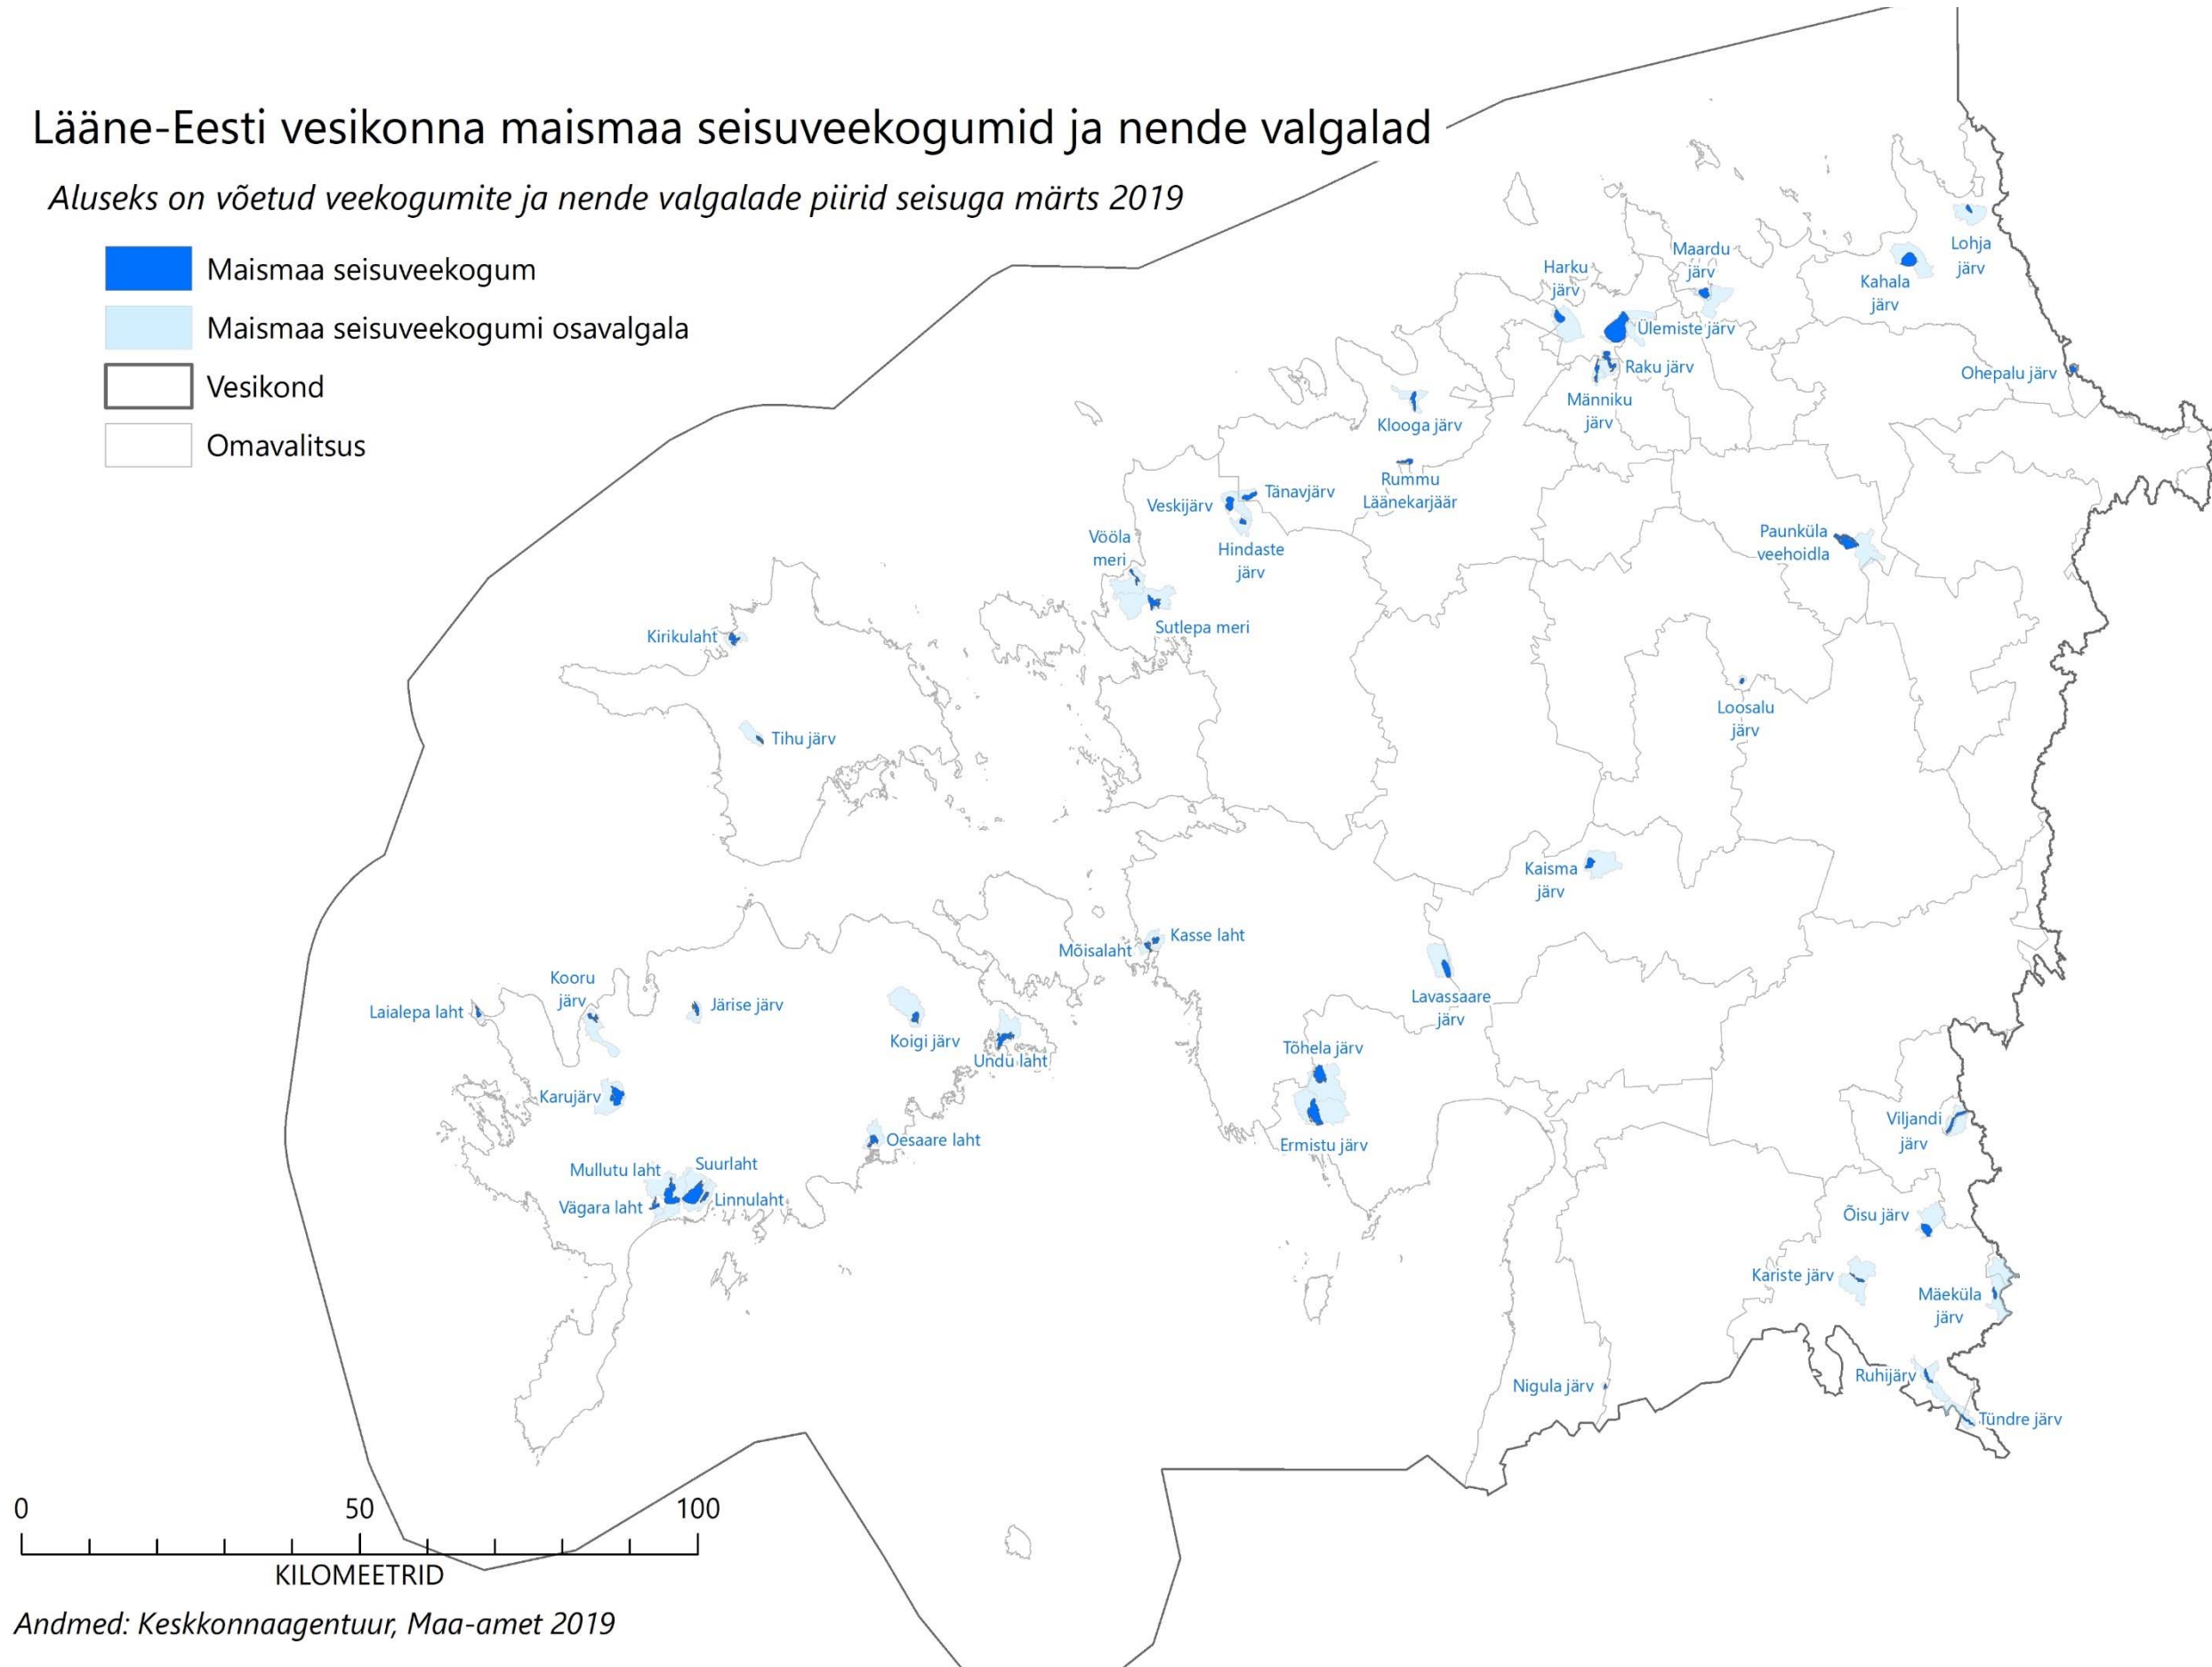 Lääne-Eesti vesikonna maismaa seisuveekogumid ja nende valgalad
Aluseks on võetud veekogumite ja nende valgalade piirid seisuga märts 2019
Maismaa seisuveekogum
Maismaa seisuveekogumi osavalgala
Vesikond
Omavalitsus
Lohja
järv
Kahala
järv
Maardu
järv
Harku
järv
Ülemiste järv
Raku järv
Männiku
järv
Ohepalu järv
Klooga järv
Rummu
Läänekarjäär
Tänavjärv
Veskijärv
Hindaste
järv
Vööla
meri
Sutlepa meri
Paunküla
veehoidla
Kirikulaht
Tihu järv
Loosalu
järv
Kaisma
järv
Kasse laht
Mõisalaht
Lavassaare
järv
Kooru
järv
Laialepa laht
Järise järv
Koigi järv
Undu laht
Karujärv
Tõhela järv
Ermistu järv
Oesaare laht
Mullutu laht
Suurlaht
Vägara laht
Linnulaht
Viljandi
järv
Õisu järv
Kariste järv
Mäeküla
järv
Ruhijärv
Nigula järv
Tündre järv
0
50
100
KILOMEETRID
Andmed: Keskkonnaagentuur, Maa-amet 2019